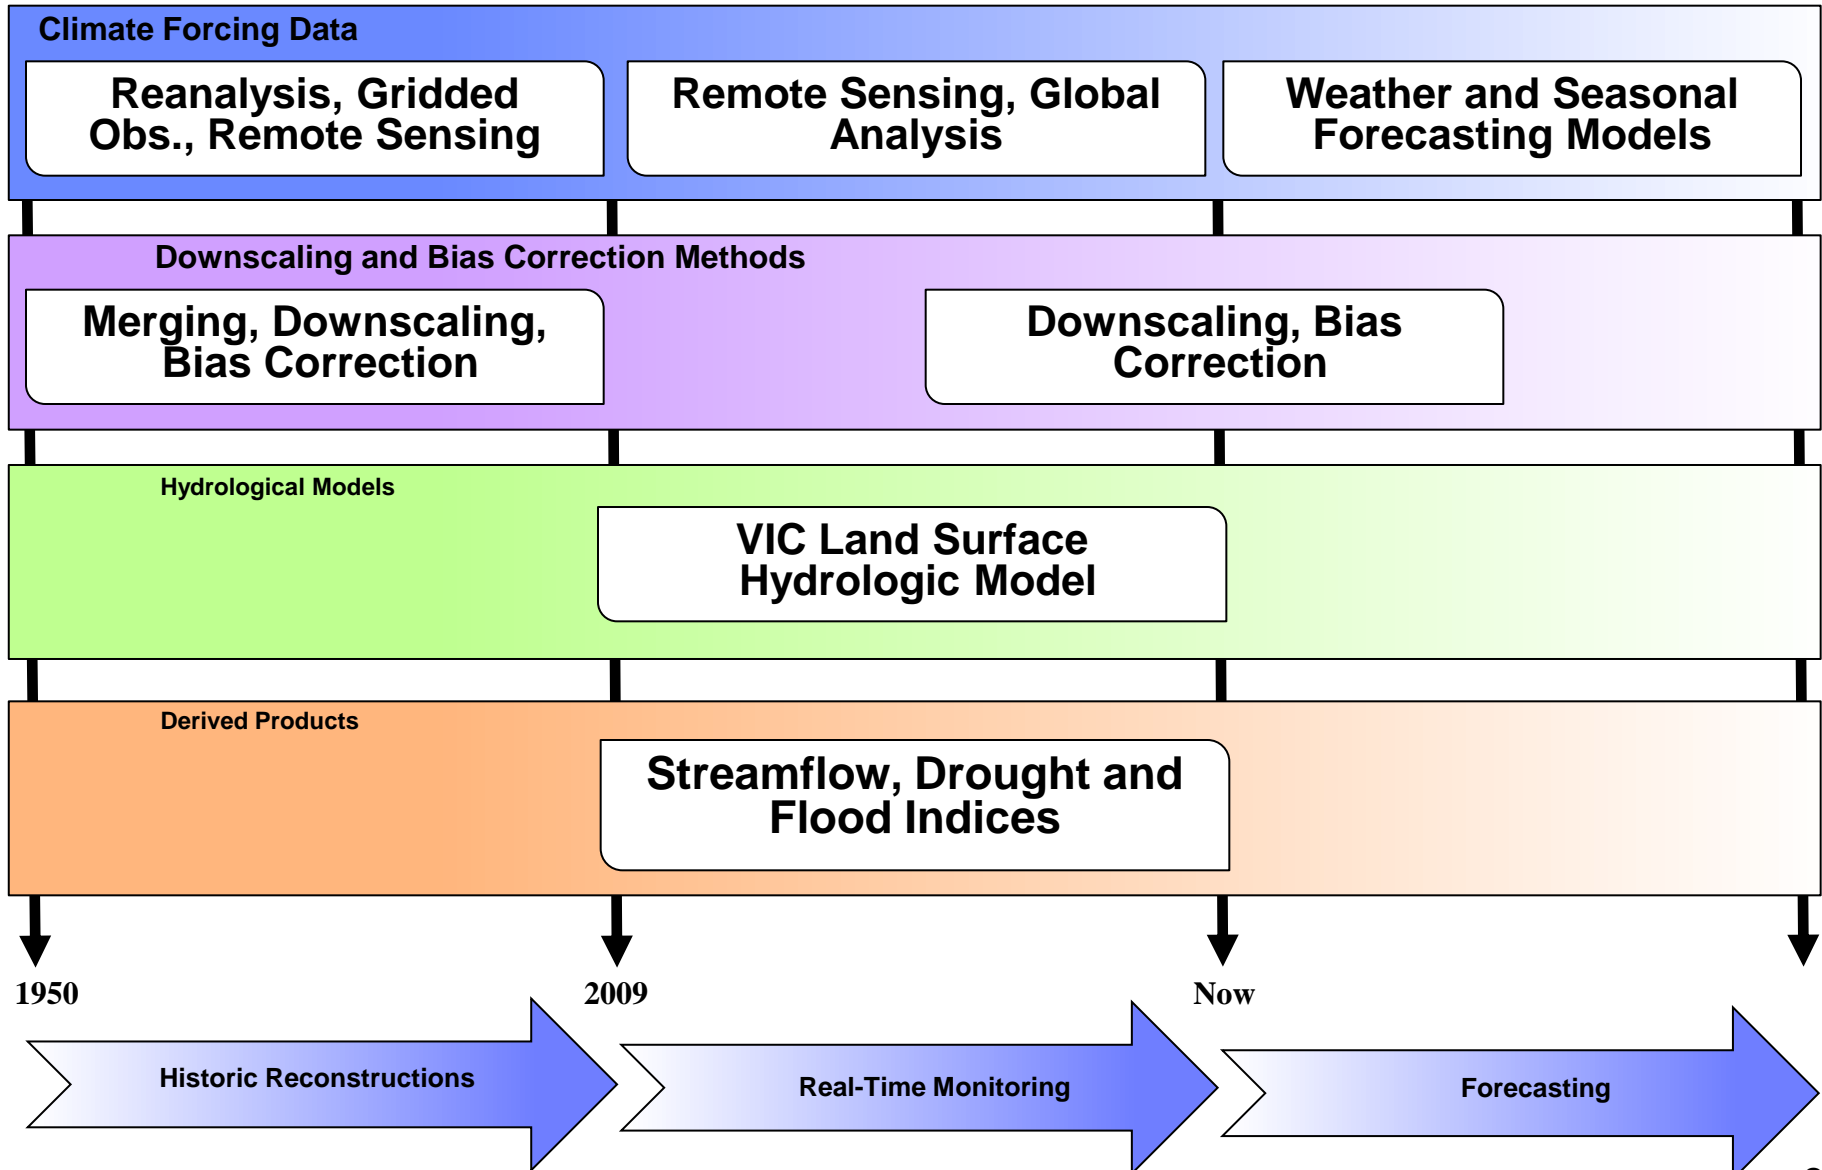 Climate Forcing Data
Reanalysis, Gridded
Obs., Remote Sensing
Remote Sensing, Global
Analysis
Weather and Seasonal
Forecasting Models
Downscaling and Bias Correction Methods
Merging, Downscaling,
Bias Correction
Downscaling, Bias
Correction
Hydrological Models
VIC Land Surface
Hydrologic Model
Derived Products
Streamflow, Drought and
Flood Indices
1950
2009
Now
Historic Reconstructions
Real-Time Monitoring
Forecasting